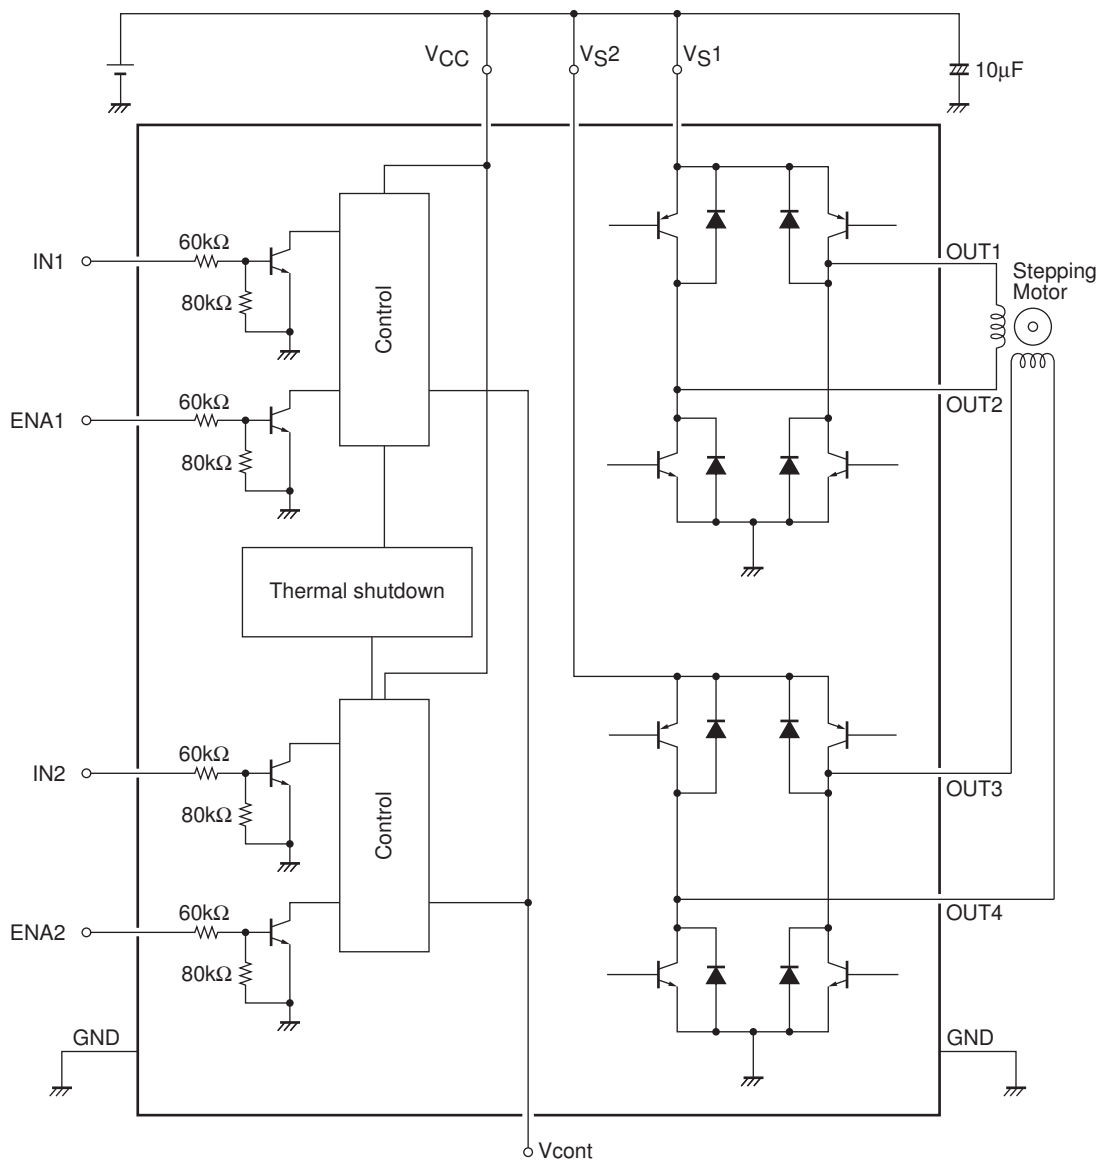 VCC
VS2
VS1
10μF
60kΩ
IN1
80kΩ
Control
OUT1
Stepping
Motor
60kΩ
ENA1
80kΩ
OUT2
Thermal shutdown
60kΩ
IN2
80kΩ
Control
OUT3
60kΩ
ENA2
80kΩ
OUT4
GND
GND
Vcont